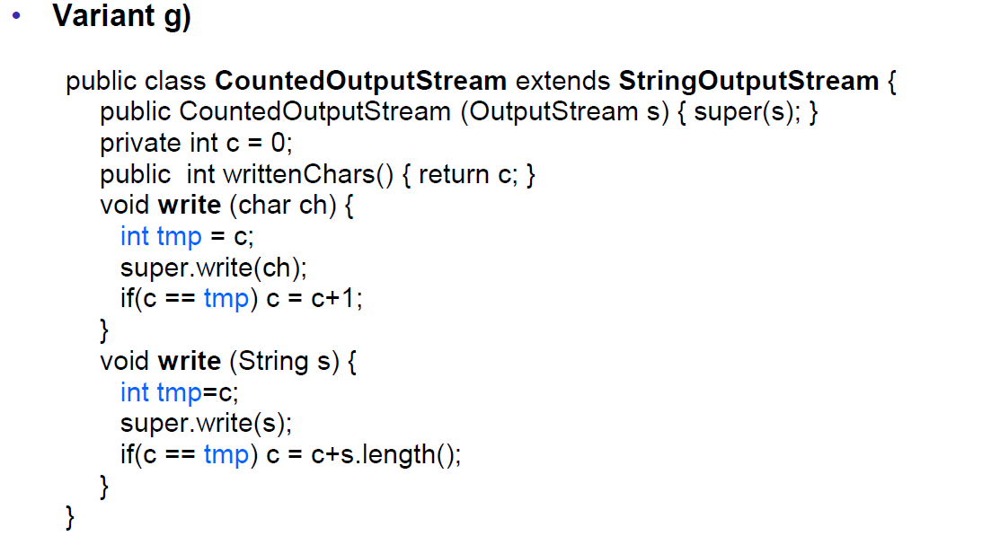 • Variant g)
public class CountedOutputStream extends StringOutputStream {
public CountedOutputStream (OutputStream s) { super(s); }
private int c = 0;
public  int writtenChars() { return c; }
void write (char ch) {
int tmp = c;
super.write(ch);
if(c == tmp) c = c+1;
}
void write (String s) {
int tmp=c;
super.write(s);
if(c == tmp) c = c+s.length();
}
}